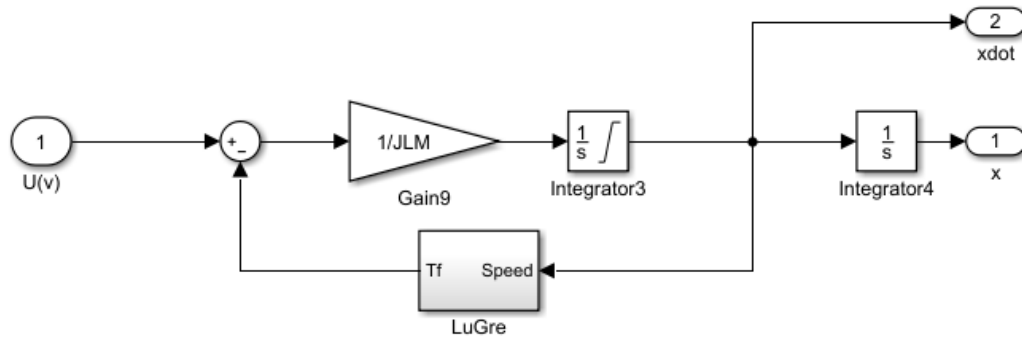 2
xdot
1
U(v)
+
-
1/JLM
Gain9
1
s
Integrator3
1
s
Integrator4
1
x
Tf
Speed
LuGre